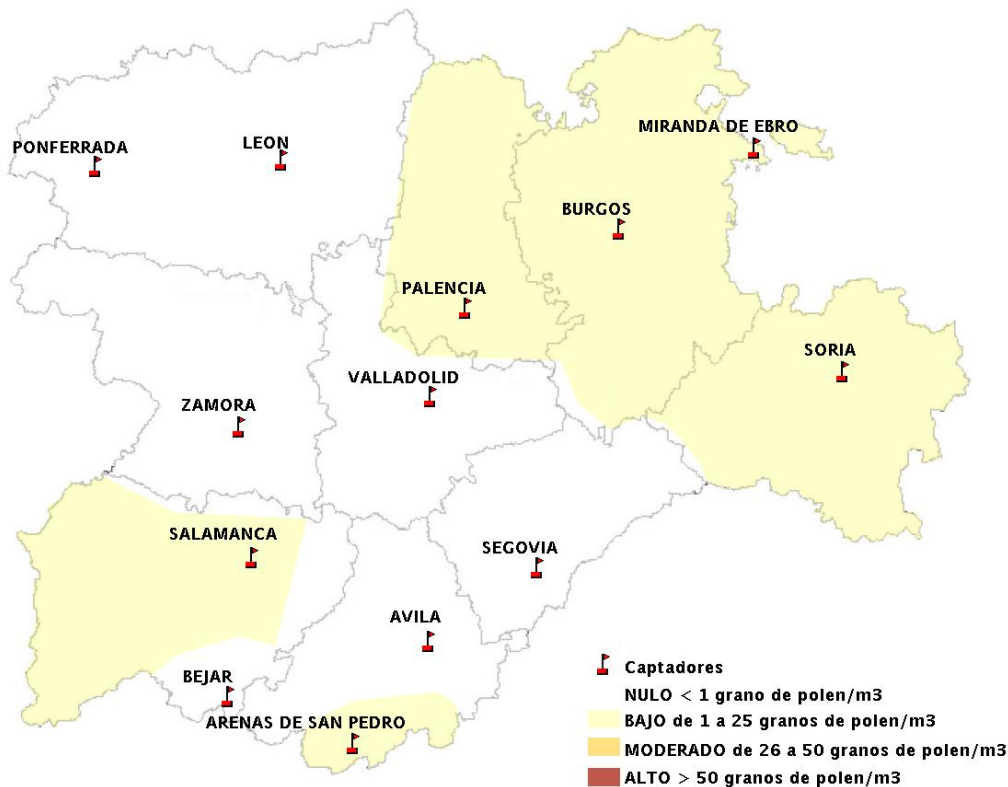 MIRANDA DE EBRO
PONFERRADA
LEON
BURGOS
PALENCIA
SORIA
VALLADOLID
ZAMORA
SALAMANCA
SEGOVIA
AVILA
BEJAR
ARENAS DE SAN PEDRO
Captadores
NULO < 1 grano de polen/m3
BAJO de 1 a 25 granos de polen/m3
MODERADO de 26 a 50 granos de polen/m3
ALTO > 50 granos de polen/m3